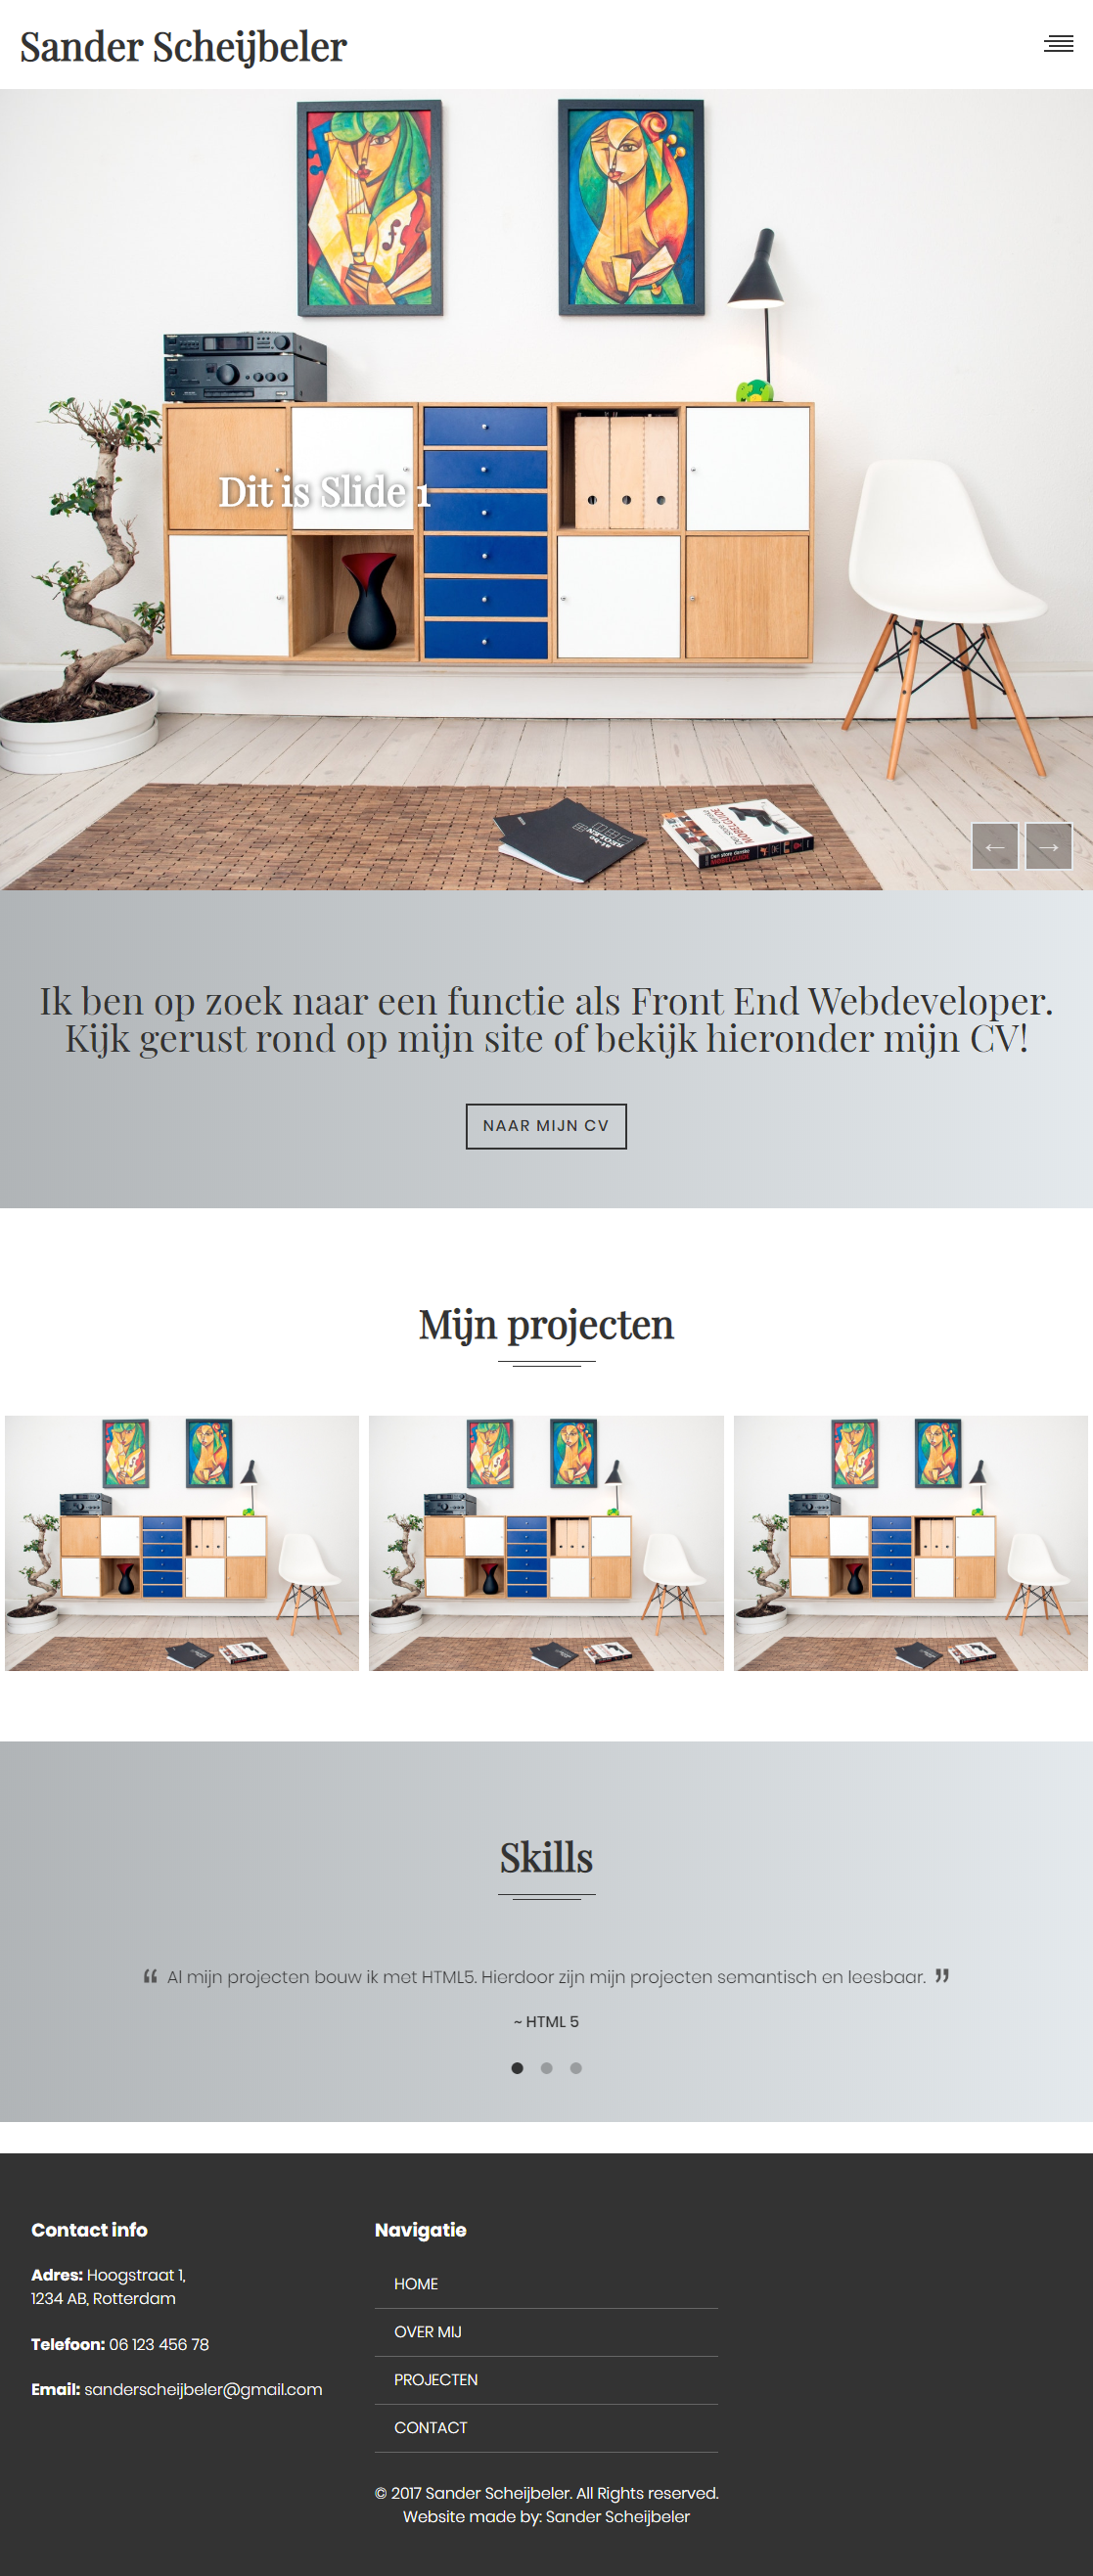 Sander Scheijbeler
Dit is Slide 1
← →
Ik ben op zoek naar een functie als Front End Webdeveloper.
Kijk gerust rond op mijn site of bekijk hieronder mijn CV!
NAAR MIJN CV
Mijn projecten
Skills
“ Al mijn projecten bouw ik met HTML5. Hierdoor zijn mijn projecten semantisch en leesbaar. ”
~ HTML 5
Contact info
Adres: Hoogstraat 1,
1234 AB, Rotterdam
Telefoon: 06 123 456 78
Email: sanderscheijbeler@gmail.com
Navigatie
HOME
OVER MIJ
PROJECTEN
CONTACT
© 2017 Sander Scheijbeler. All Rights reserved.
Website made by: Sander Scheijbeler